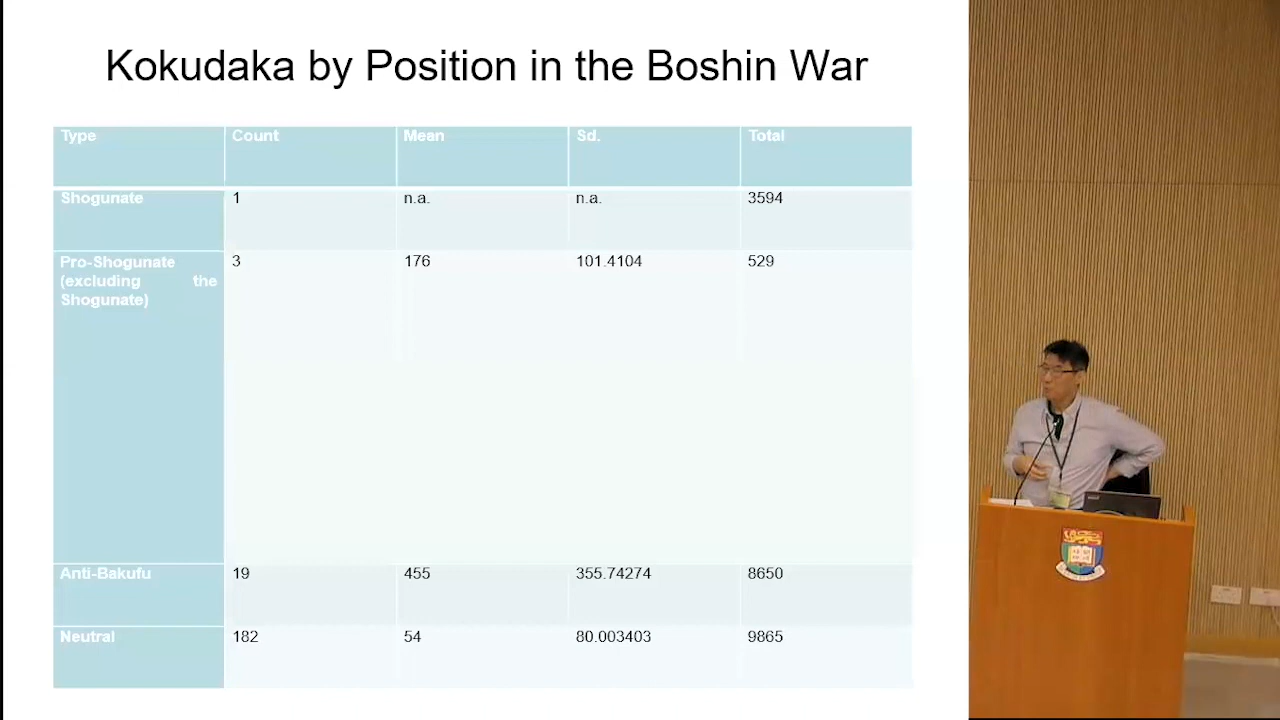 Kokudaka by Position in the Boshin War
Type Count Mean Sd. Total
Shogunate 1 n.a. n.a. 3594
Pro-Shogunate 3 176 101.4104 529
(excluding the
Shogunate)
Anti-Bakufu 19 455 355.74274 8650
Neutral 182 54 80.003403 9865